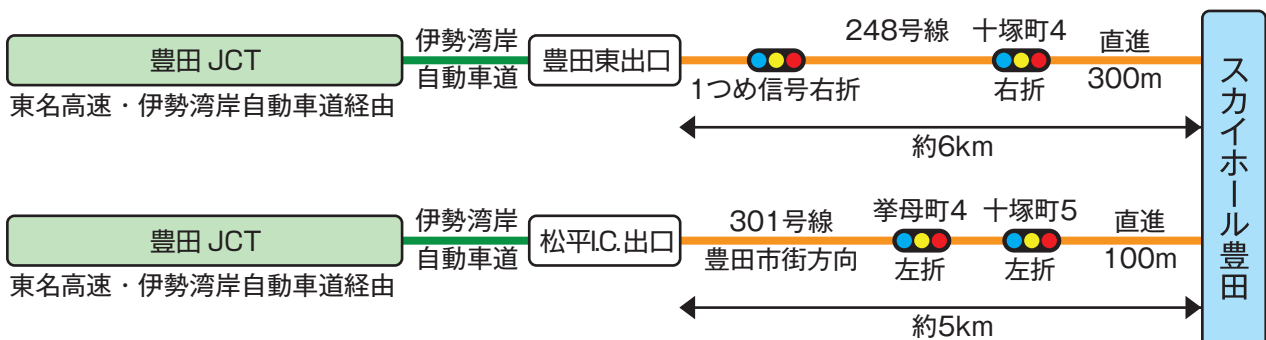 豊田 JCT
東名高速・伊勢湾岸自動車道経由
伊勢湾岸
自動車道
豊田東出口
1つめ信号右折
248号線
十塚町4
右折
直進
300m
約6km
豊田 JCT
東名高速・伊勢湾岸自動車道経由
伊勢湾岸
自動車道
松平I.C.出口
301号線
豊田市街方向
挙母町4
左折
十塚町5
左折
直進
100m
約5km
スカイホール豊田